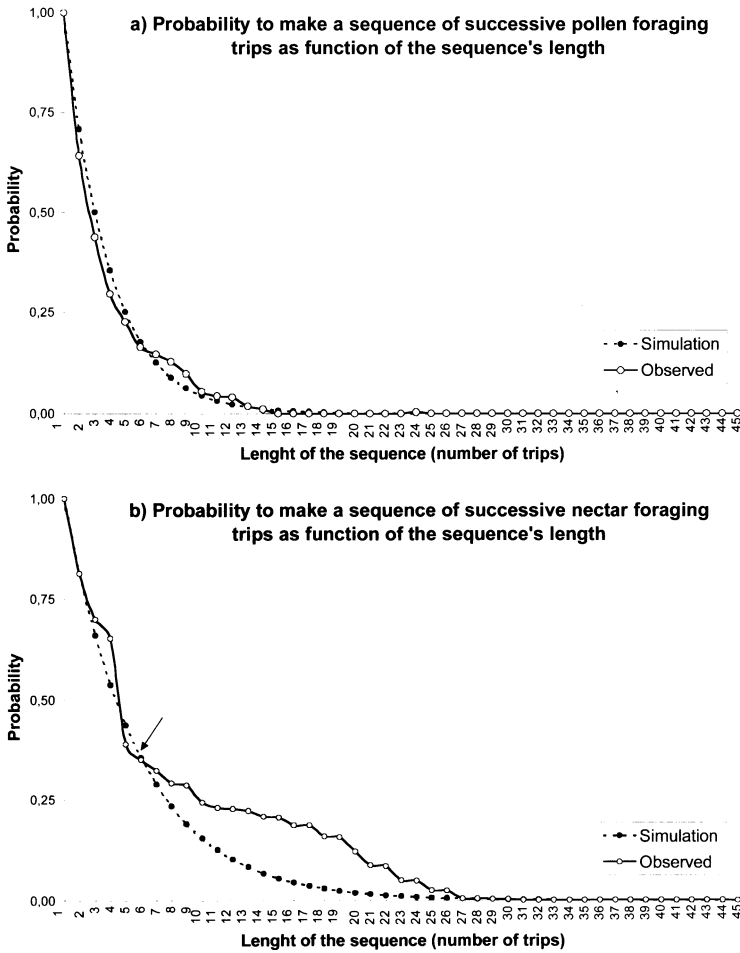 a) Probability to make a sequence of successive pollen foraging
trips as function of the sequence's length
1,00
0,75
0,50
0,25
0,00
Probability
Simulation
Observed
1 2 3 4 5 6 7 8 9 10 11 12 13 14 15 16 17 18 19 20 21 22 23 24 25 26 27 28 29 30 31 32 33 34 35 36 37 38 39 40 41 42 43 44 45
Lenght of the sequence (number of trips)
b) Probability to make a sequence of successive nectar foraging
trips as function of the sequence's length
1,00
0,75
0,50
0,25
0,00
Probability
Simulation
Observed
1 2 3 4 5 6 7 8 9 10 11 12 13 14 15 16 17 18 19 20 21 22 23 24 25 26 27 28 29 30 31 32 33 34 35 36 37 38 39 40 41 42 43 44 45
Lenght of the sequence (number of trips)